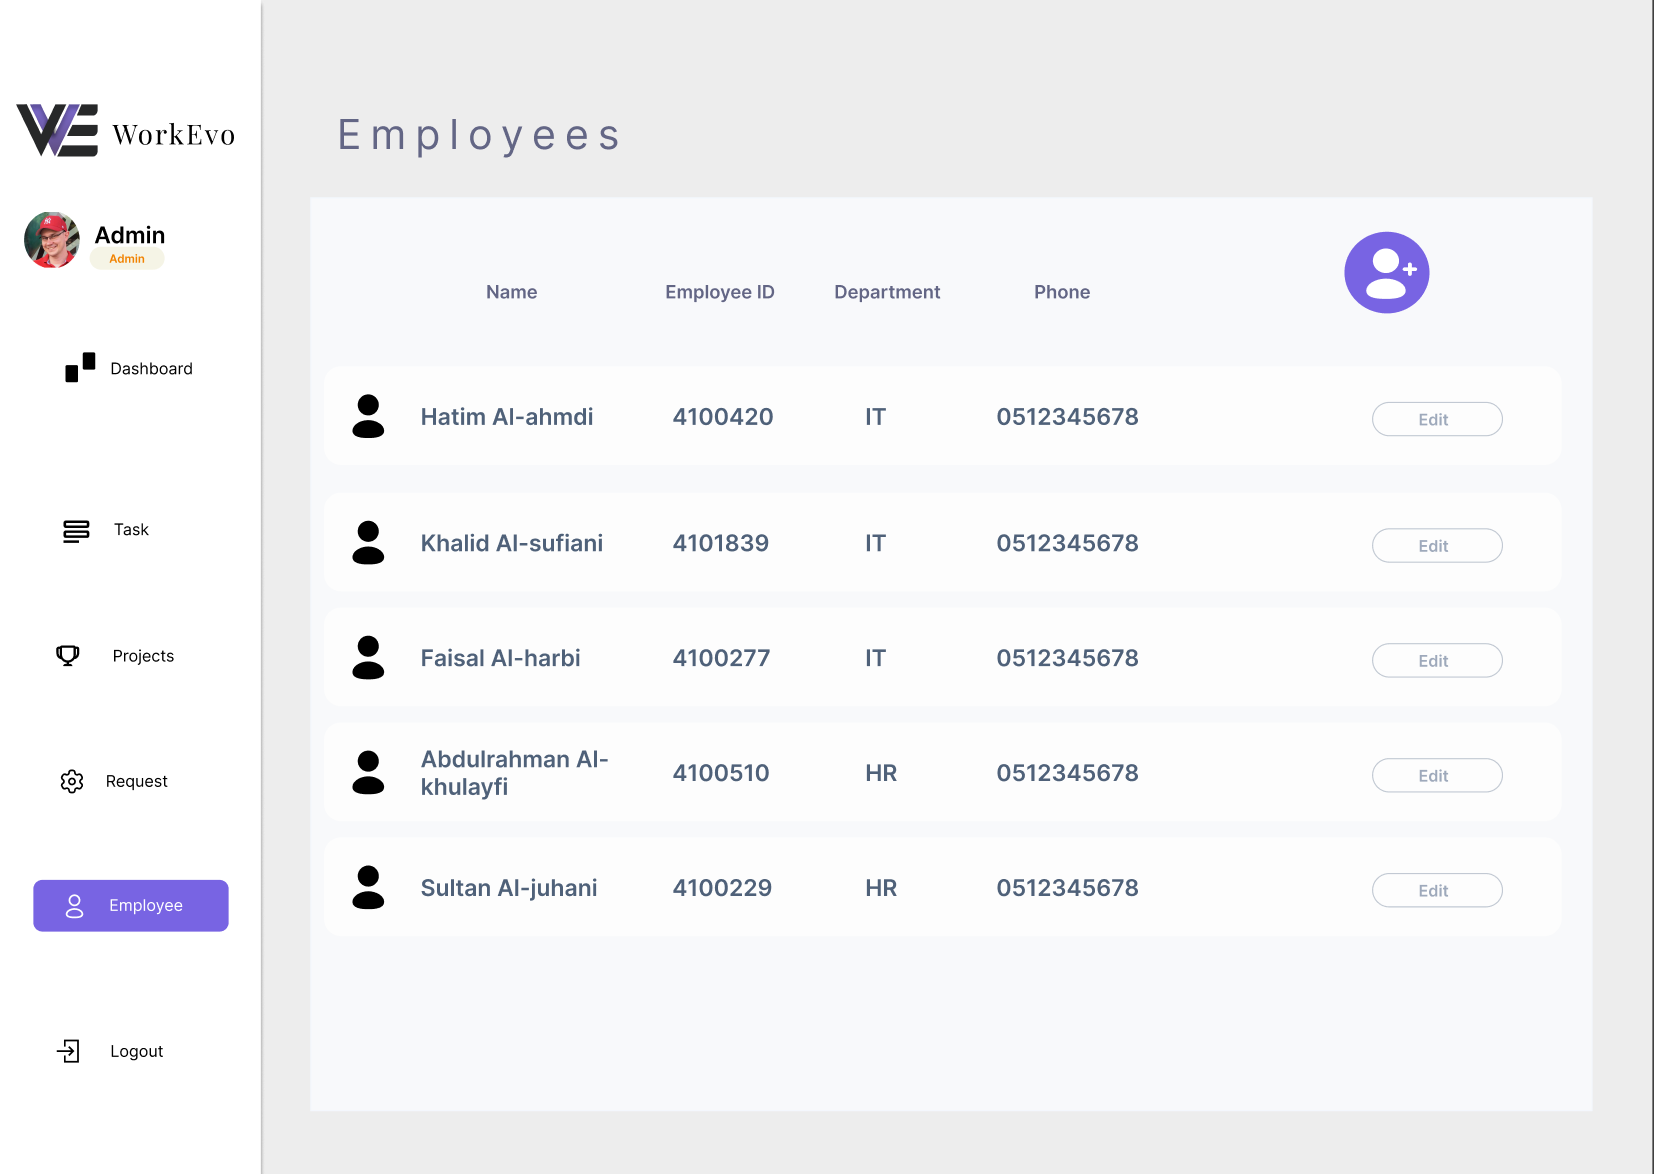 WorkEvo
Admin
Admin
Dashboard
Task
Projects
Request
Employee
Logout
Employees
Name Employee ID Department Phone
Hatim Al-ahmdi 4100420 IT 0512345678 Edit
Khalid Al-sufiani 4101839 IT 0512345678 Edit
Faisal Al-harbi 4100277 IT 0512345678 Edit
Abdulrahman Al-
khulayfi 4100510 HR 0512345678 Edit
Sultan Al-juhani 4100229 HR 0512345678 Edit